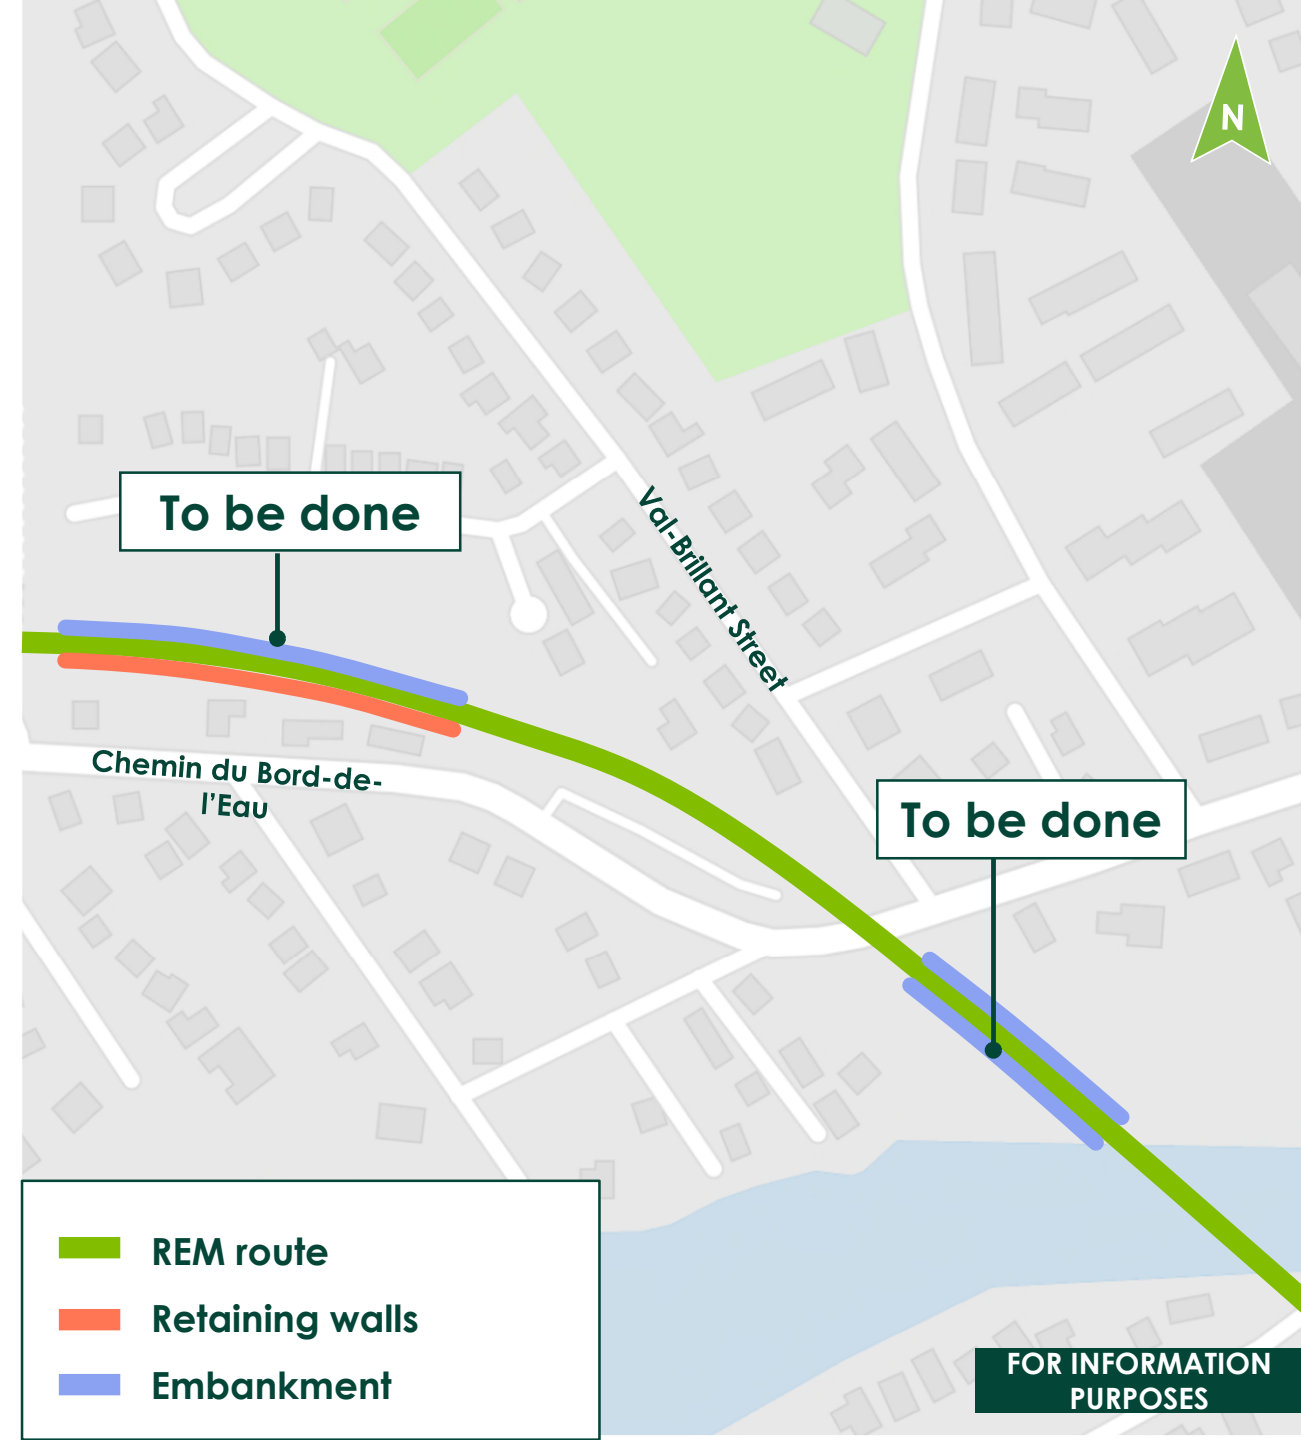 N
To be done
Val-Brillant Street
Chemin du Bord-de-
l'Eau
To be done
REM route
Retaining walls
Embankment
FOR INFORMATION
PURPOSES